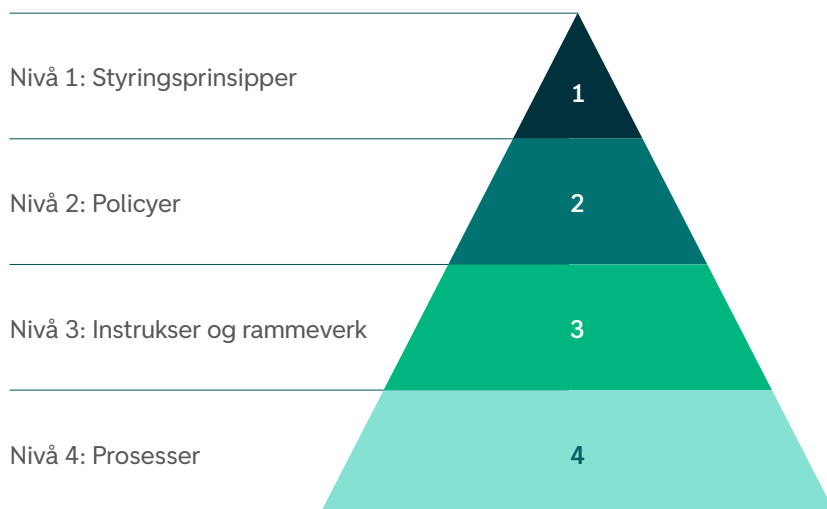 Nivå 1: Styringsprinsipper
1
Nivå 2: Policyer
2
Nivå 3: Instrukser og rammeverk
3
Nivå 4: Prosesser
4